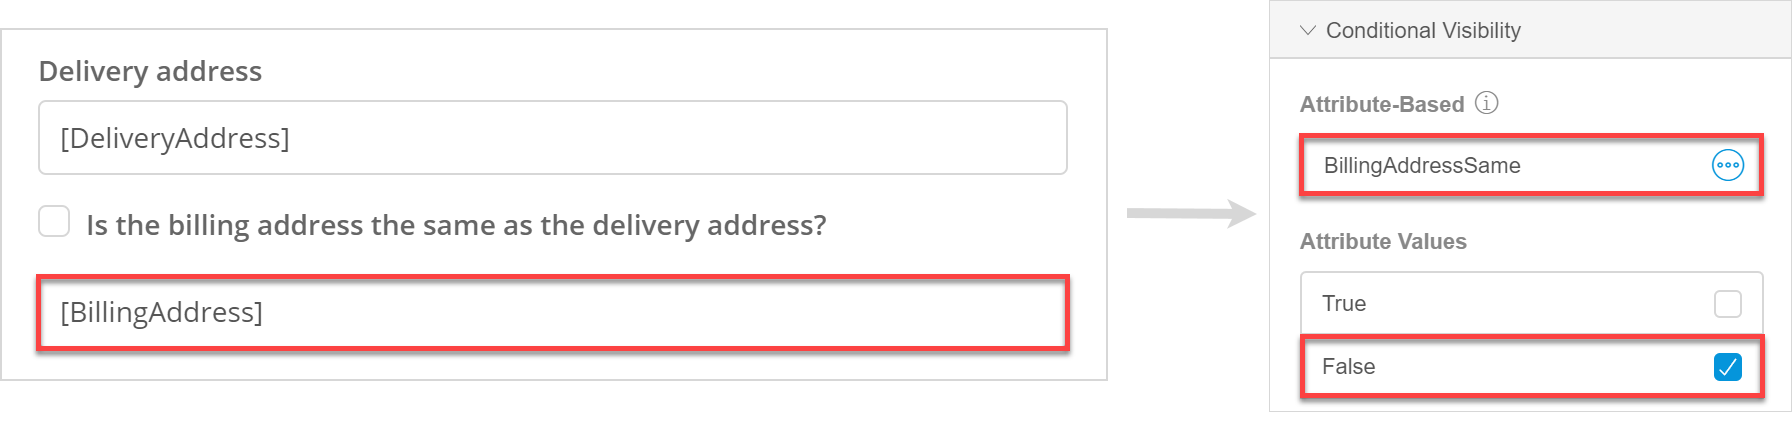 Delivery address
[DeliveryAddress]
Is the billing address the same as the delivery address?
[BillingAddress]
Conditional Visibility
Attribute-Based
BillingAddressSame
Attribute Values
True
False